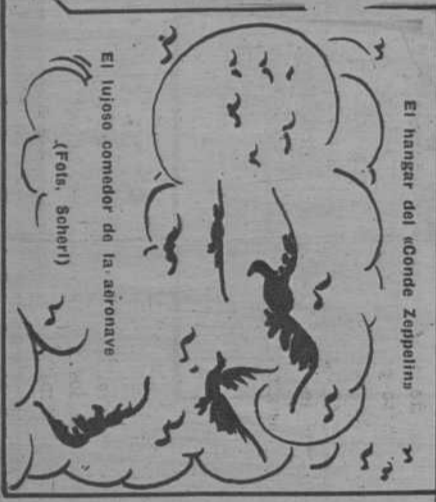 El hangar del «Conde Zeppelin»
El lujoso comedor de la aeronave
(Fots. Scherl)